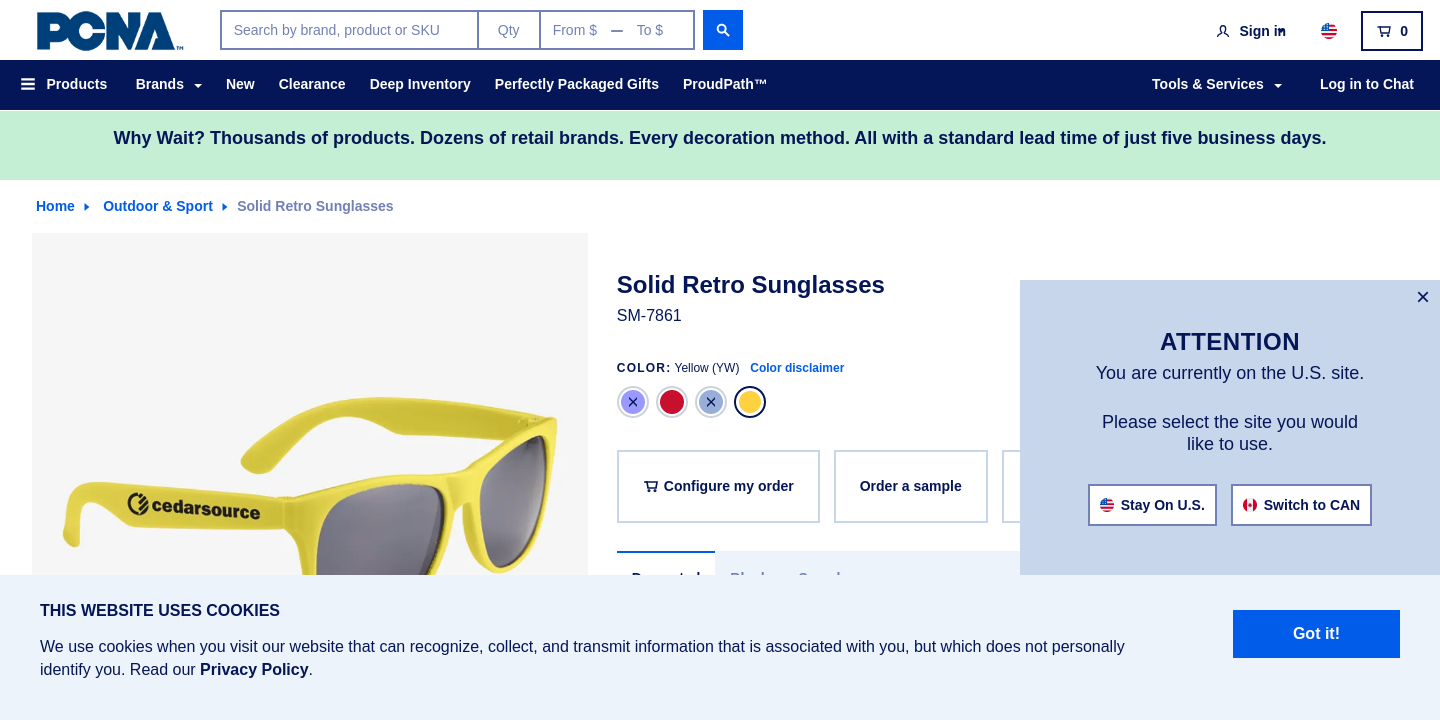 PCNA™
Search by brand, product or SKU
Qty
From $ — To $
Sign in
0
Products
Brands
New
Clearance
Deep Inventory
Perfectly Packaged Gifts
ProudPath™
Tools & Services
Log in to Chat
Why Wait? Thousands of products. Dozens of retail brands. Every decoration method. All with a standard lead time of just five business days.
Home
Outdoor & Sport
Solid Retro Sunglasses
cedarsource
Solid Retro Sunglasses
SM-7861
COLOR: Yellow (YW) Color disclaimer
Configure my order
Order a sample
ATTENTION
You are currently on the U.S. site.
Please select the site you would
like to use.
Stay On U.S.
Switch to CAN
THIS WEBSITE USES COOKIES
We use cookies when you visit our website that can recognize, collect, and transmit information that is associated with you, but which does not personally
identify you. Read our Privacy Policy.
Got it!